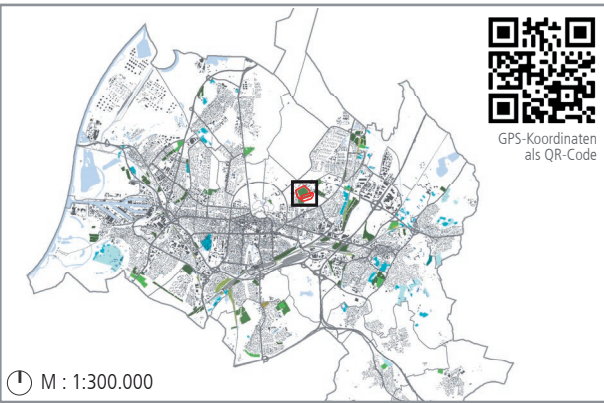 GPS-Koordinaten
als QR-Code
M : 1:300.000